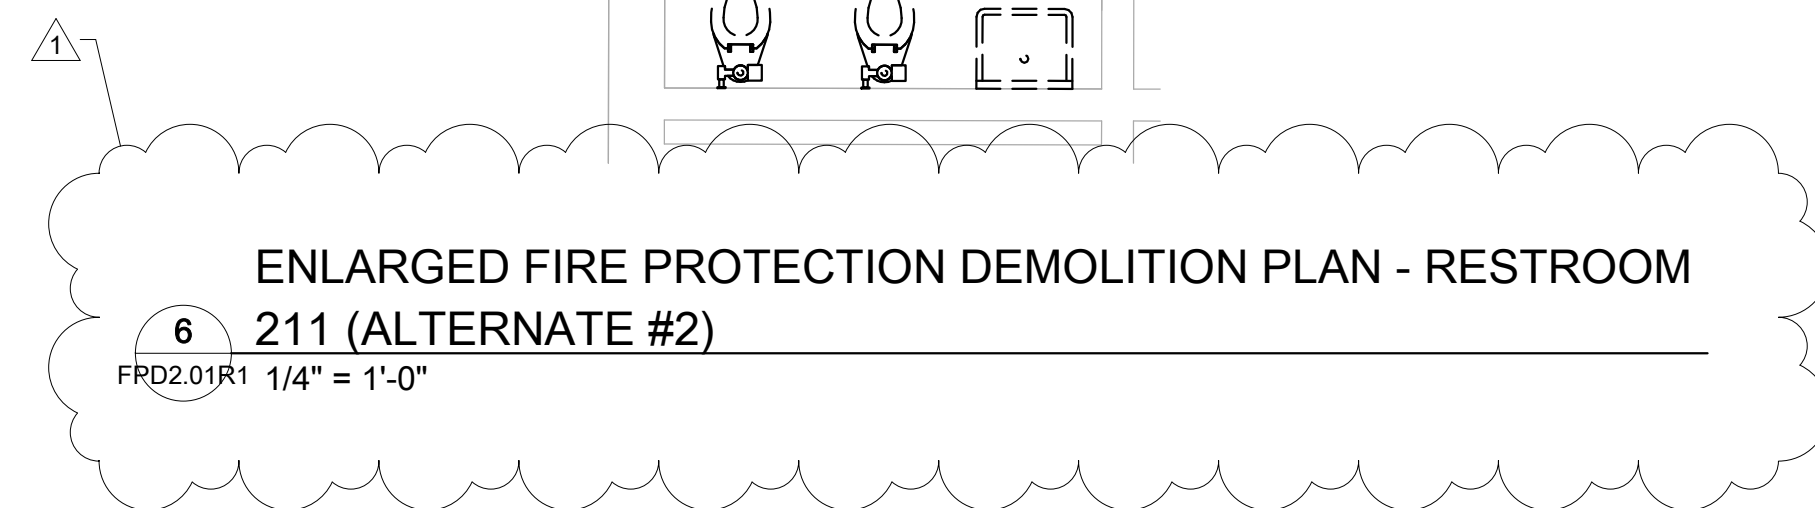 1
ENLARGED FIRE PROTECTION DEMOLITION PLAN - RESTROOM
211 (ALTERNATE #2)
6
FPD2.01R1
1/4" = 1'-0"